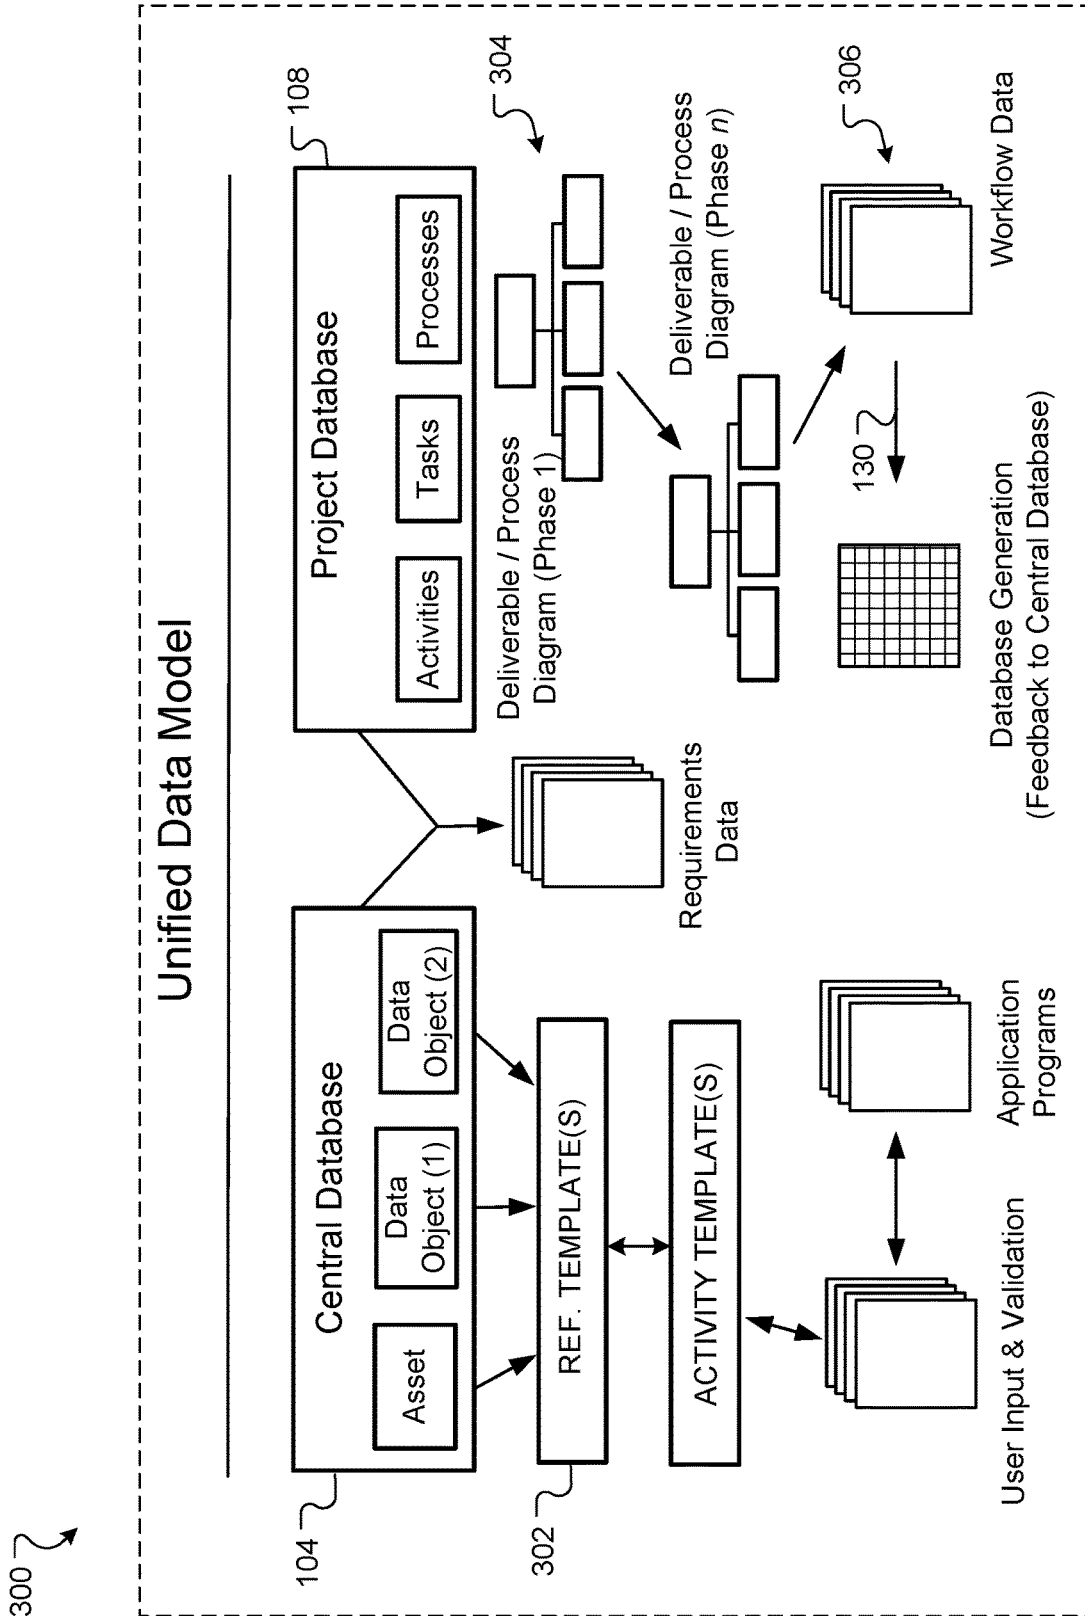 300
Unified Data Model
104
Central Database
Asset
Data
Object (1)
Data
Object (2)
108
Project Database
Activities
Tasks
Processes
302
REF. TEMPLATE(S)
ACTIVITY TEMPLATE(S)
User Input & Validation
Application
Programs
Requirements
Data
Deliverable / Process
Diagram (Phase 1)
304
Deliverable / Process
Diagram (Phase n)
306
Workflow Data
130
Database Generation
(Feedback to Central Database)